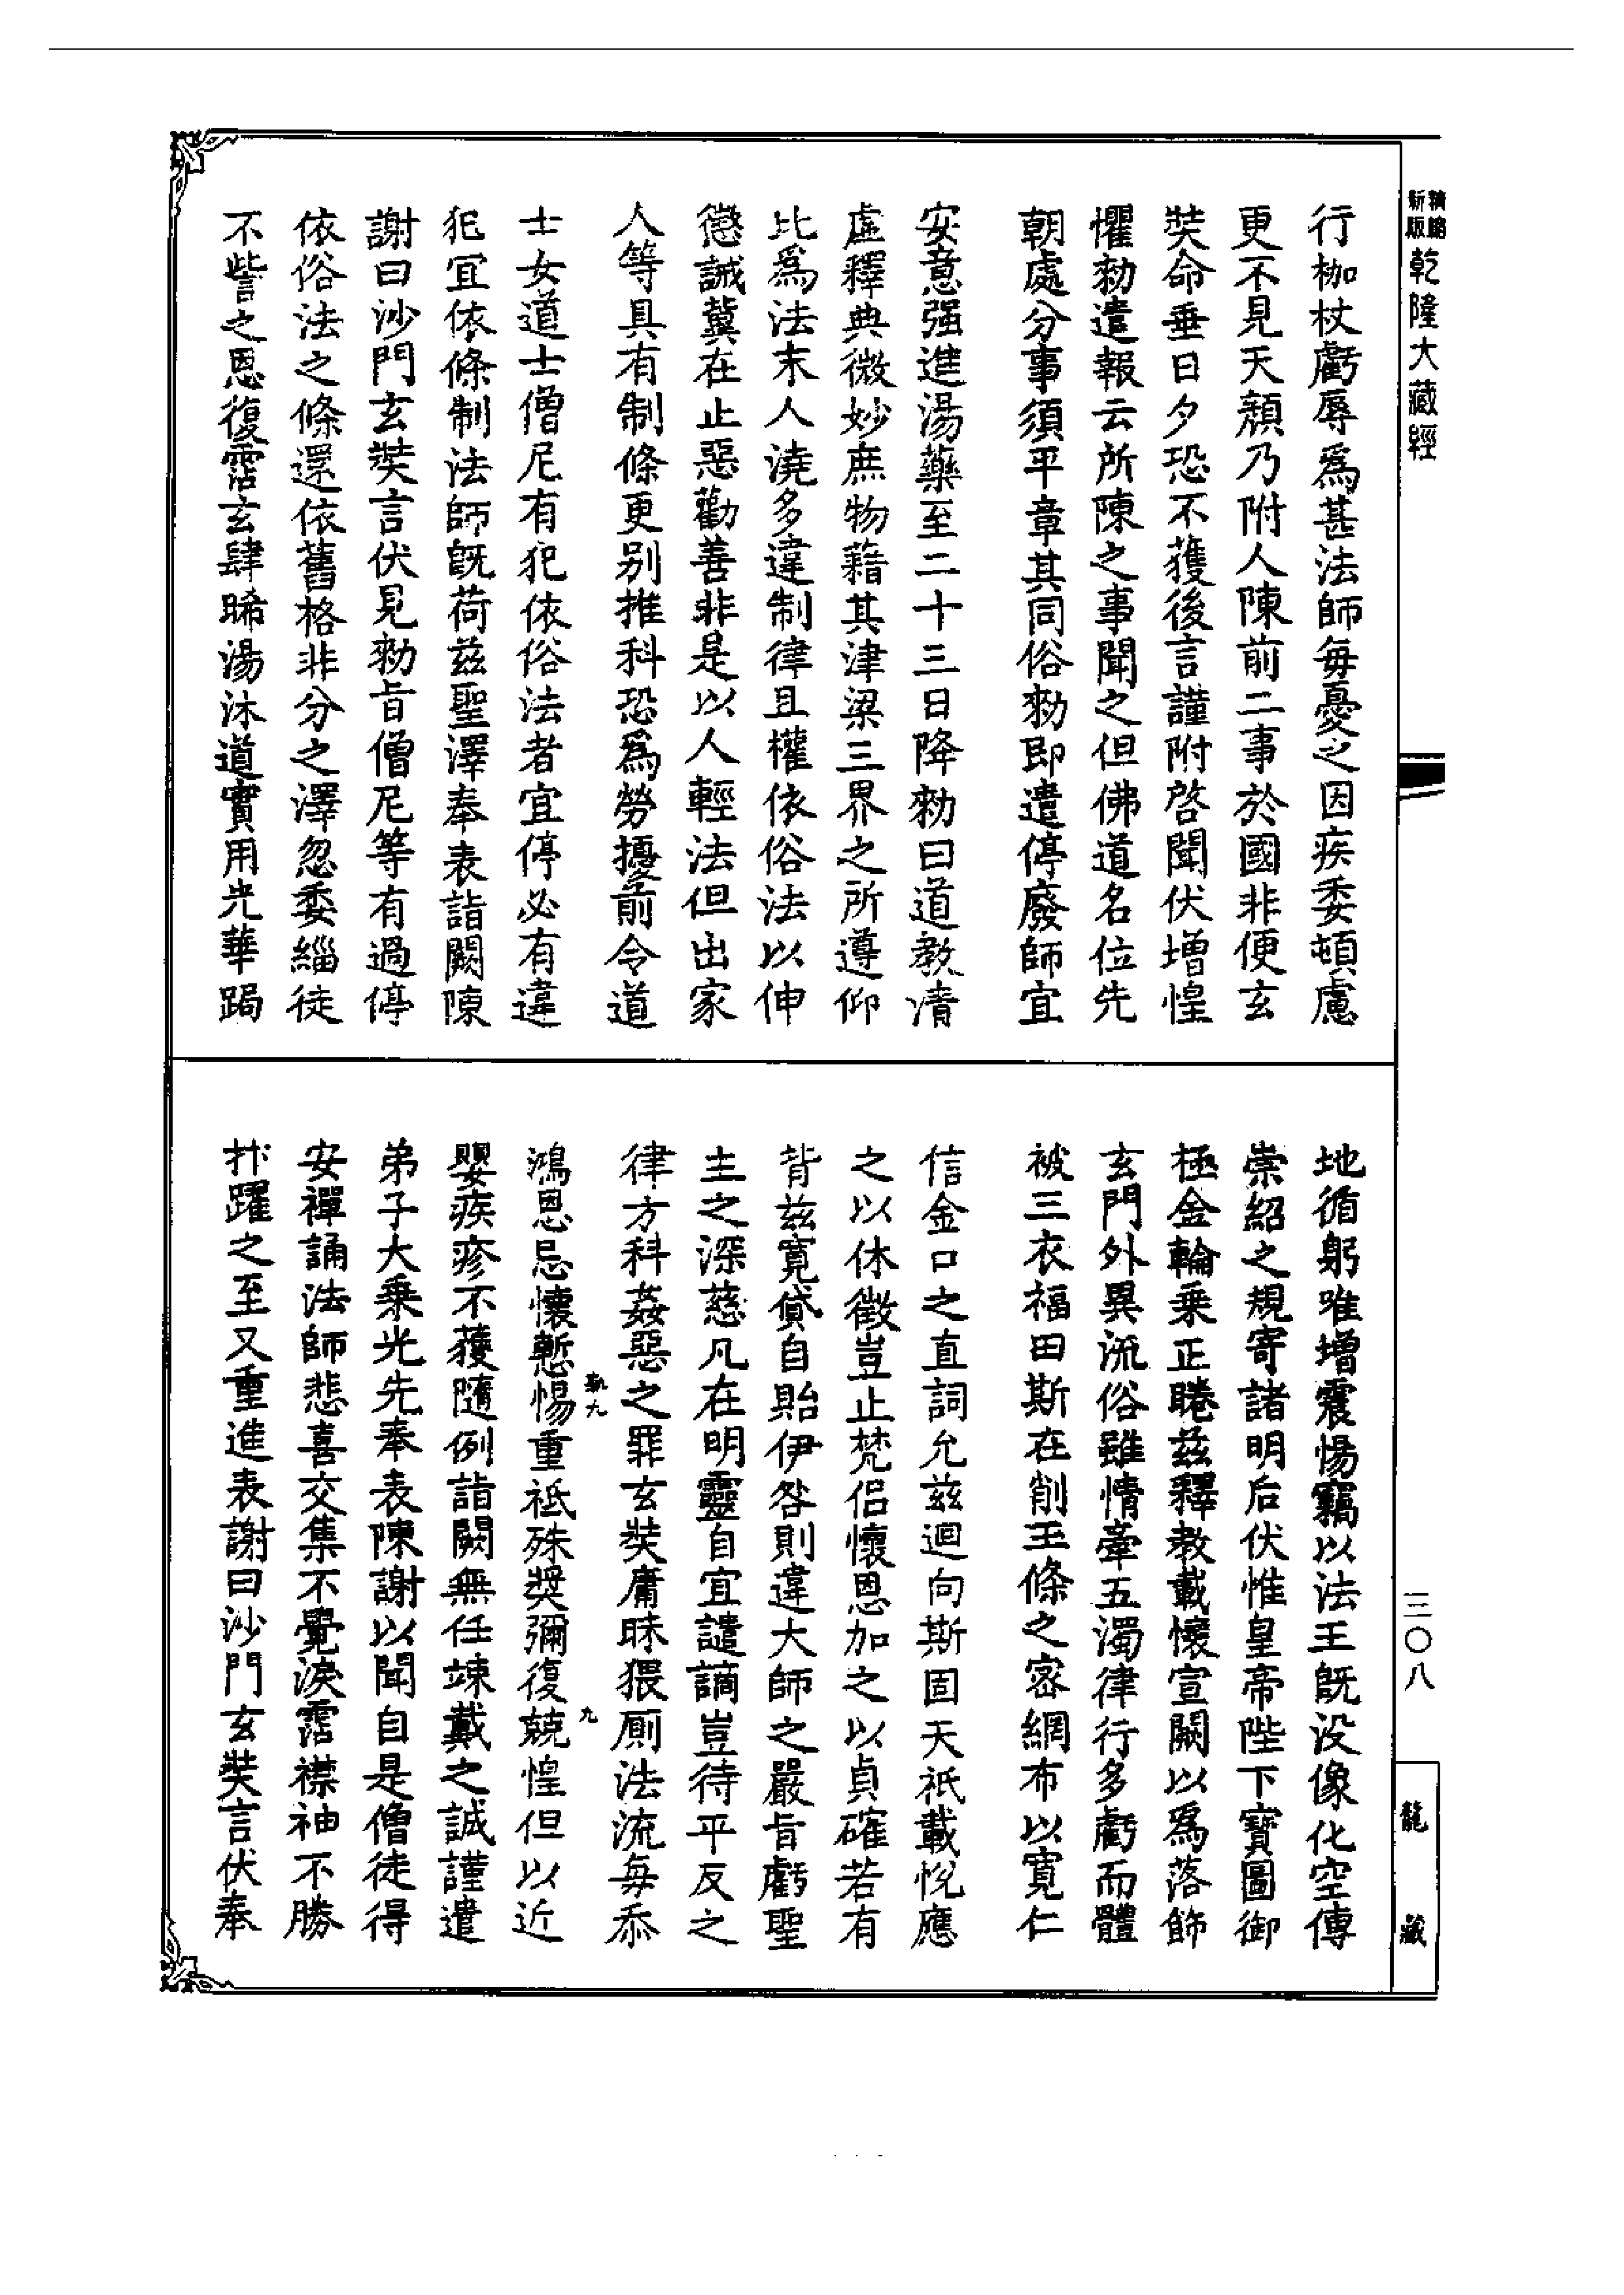 新版精縮乾隆大藏經
行枷杖虧辱爲甚法師每憂之因疾委頓慮
更不見天顏乃附人陳前二事於國非便玄
奘命垂日夕恐不獲後言謹附啓聞伏增惶
懼勑遣報云所陳之事聞之但佛道名位先
朝處分事須平章其同俗勑即遣停廢師宜
安意强進湯藥至二十三日降勑曰道教清
虛釋典微妙庶物藉其津梁三界之所遵仰
比爲法末人澆多違制律且權依俗法以伸
懲誡冀在止惡勸善非是以人輕法但出家
人等具有制條更别推科恐爲勞擾前令道
士女道士僧尼有犯依俗法者宜停必有違
犯宜依條制法師旣荷兹聖澤奉表詣闕陳
謝曰沙門玄奘言伏見勑旨僧尼等有過停
依俗法之條還依舊格非分之澤忽委緇徒
不訾之恩復霑玄肆晞湯沐道實用光華跼
地循躬唯增震惕竊以法王旣没像化空傳
崇紹之規寄諸明后伏惟皇帝陛下寶圖御
極金輪乘正睠兹釋教載懷宣闕以爲落飾
玄門外異流俗雖情牽五濁律行多虧而體
被三衣福田斯在削玉條之密網布以寬仁
信金口之直詞允兹迴向斯固天祇載悅應
之以休徵豈止梵侣懷恩加之以貞確若有
背兹寬貸自貽伊咎則違大師之嚴旨虧聖
主之深慈凡在明靈自宜譴謫豈待平反之
律方科姦惡之罪玄奘庸昧猥廁法流每忝
鴻恩忌懷慙惕重祇殊奬彌復兢惶但以近
嬰疾疹不獲隨例詣闕無任竦戴之誠謹遣
弟子大乘光先奉表陳謝以聞自是僧徒得
安禪誦法師悲喜交集不覺淚霑襟袖不勝
抃躍之至又重進表謝曰沙門玄奘言伏奉
三〇八
龍藏